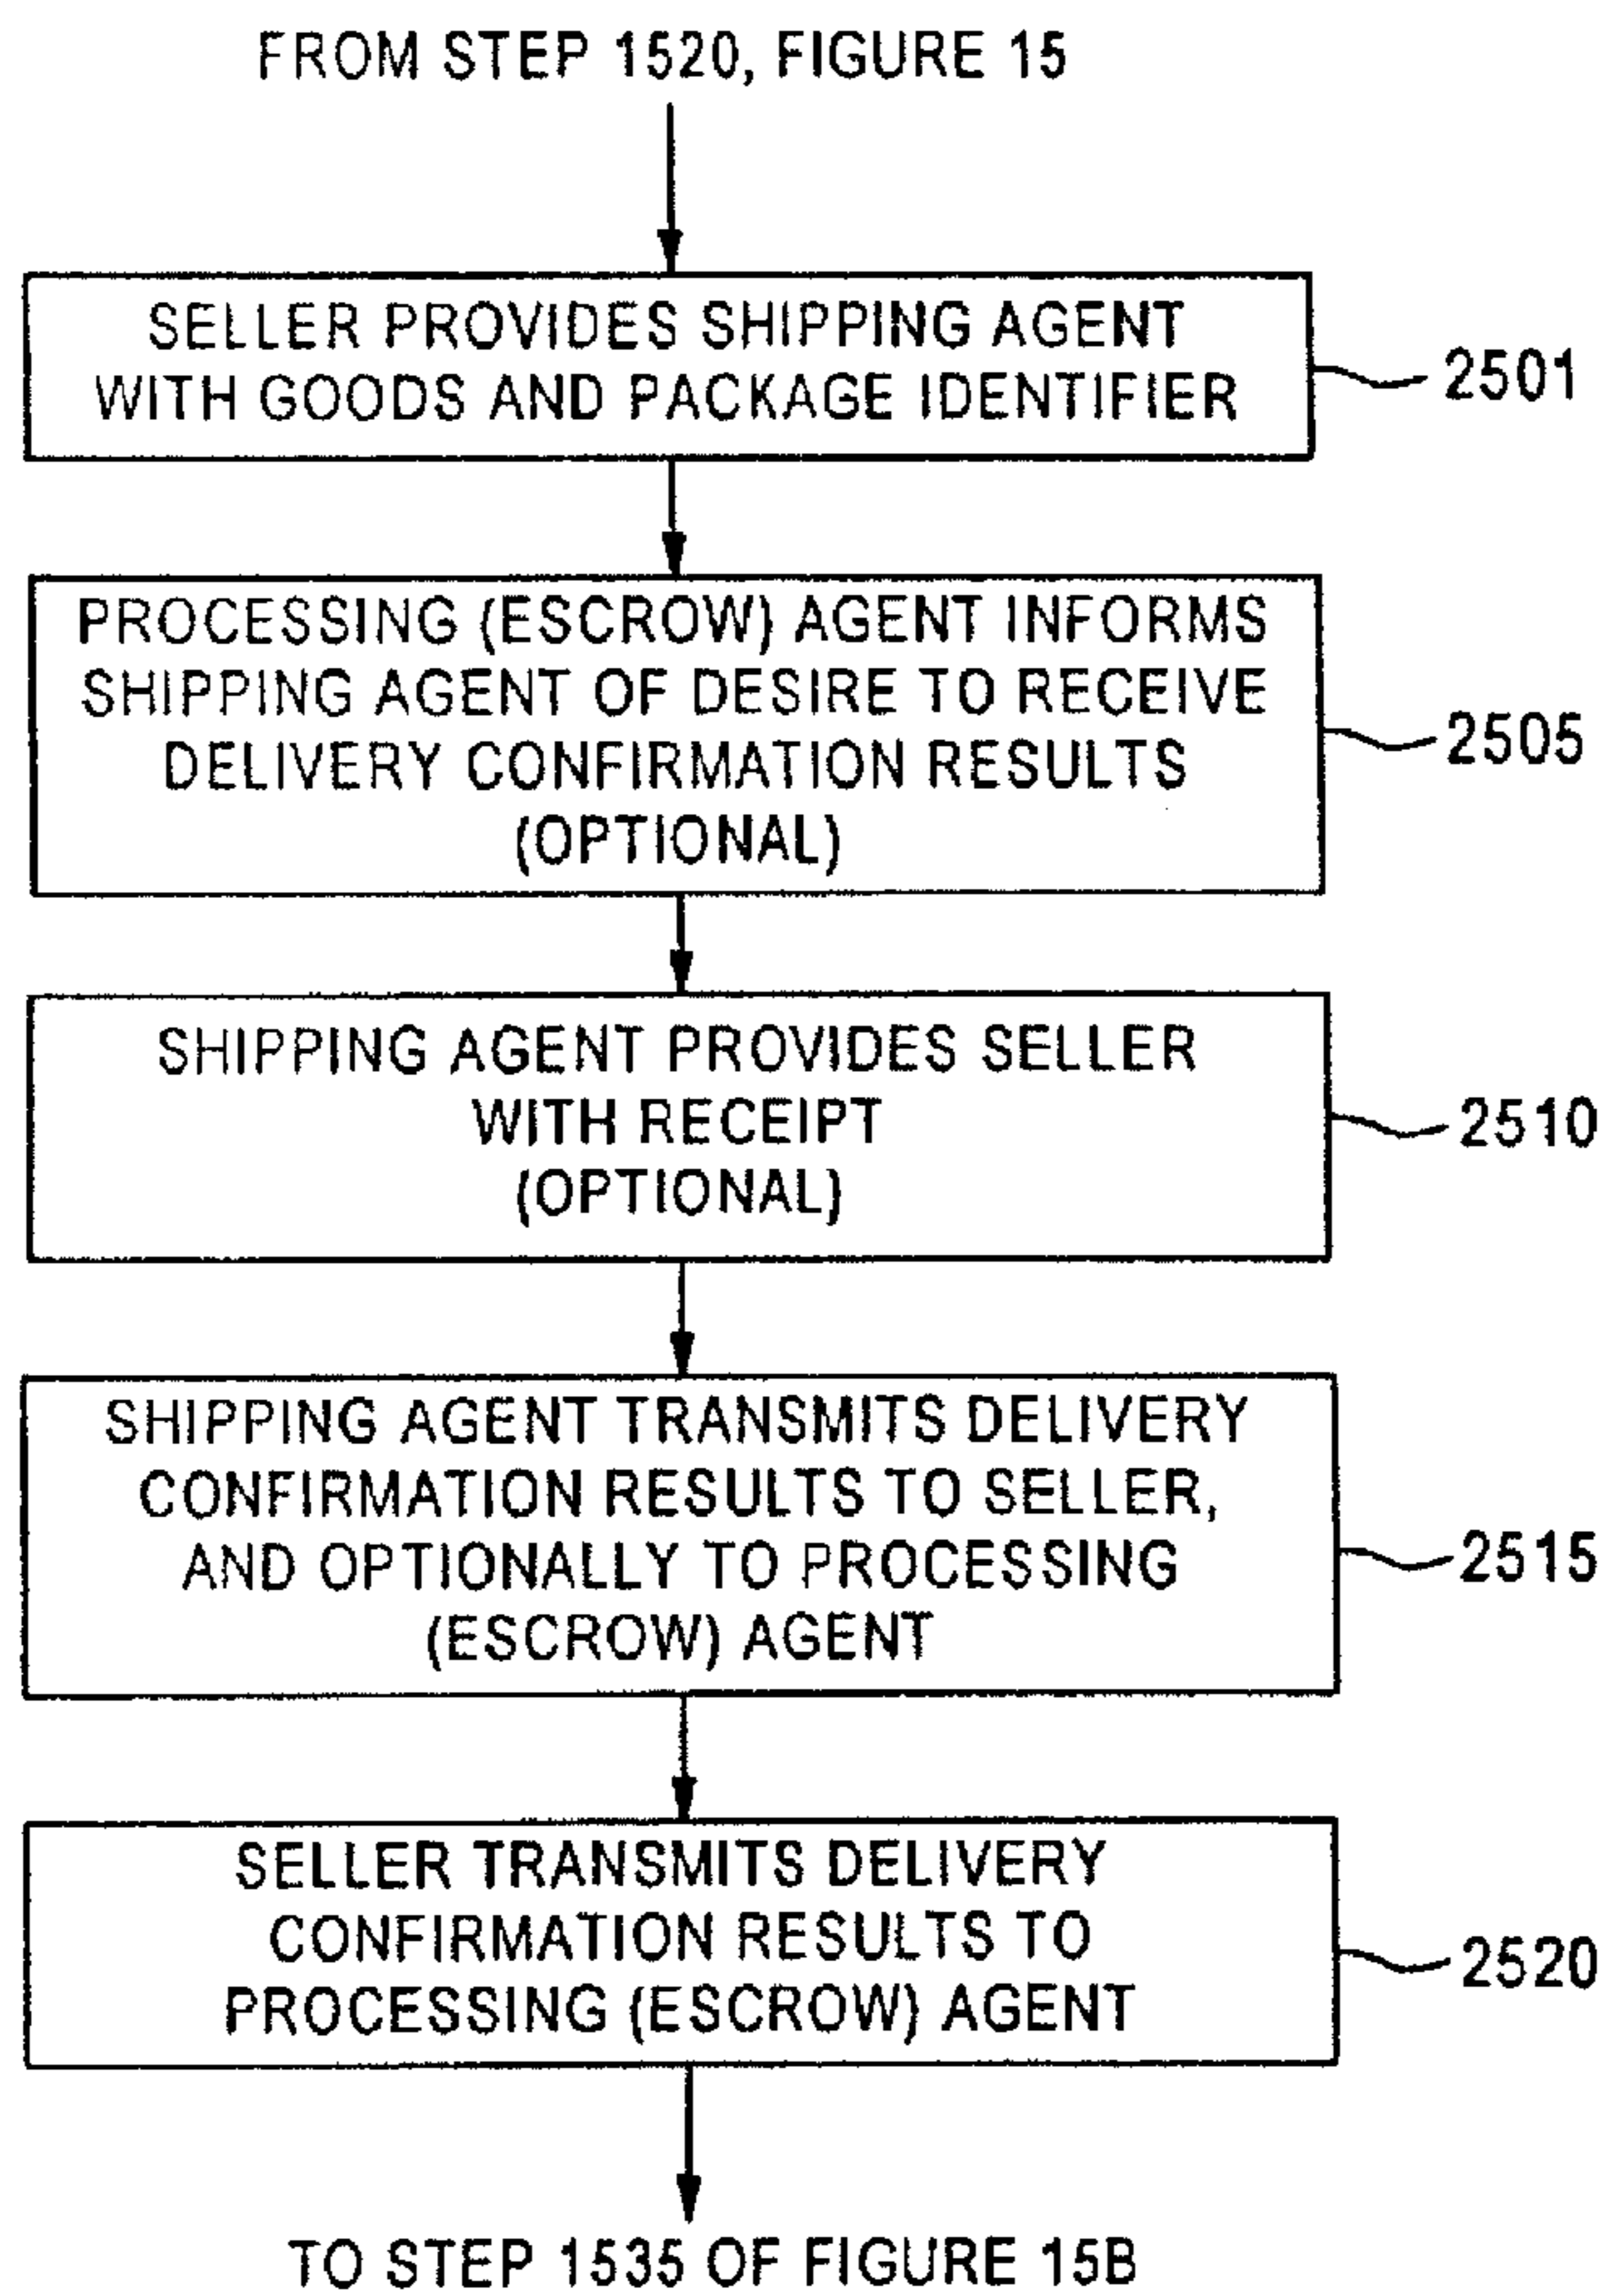 FROM STEP 1520, FIGURE 15
SELLER PROVIDES SHIPPING AGENT
WITH GOODS AND PACKAGE IDENTIFIER
2501
PROCESSING (ESCROW) AGENT INFORMS
SHIPPING AGENT OF DESIRE TO RECEIVE
DELIVERY CONFIRMATION RESULTS
(OPTIONAL)
2505
SHIPPING AGENT PROVIDES SELLER
WITH RECEIPT
(OPTIONAL)
2510
SHIPPING AGENT TRANSMITS DELIVERY
CONFIRMATION RESULTS TO SELLER,
AND OPTIONALLY TO PROCESSING
(ESCROW) AGENT
2515
SELLER TRANSMITS DELIVERY
CONFIRMATION RESULTS TO
PROCESSING (ESCROW) AGENT
2520
TO STEP 1535 OF FIGURE 15B